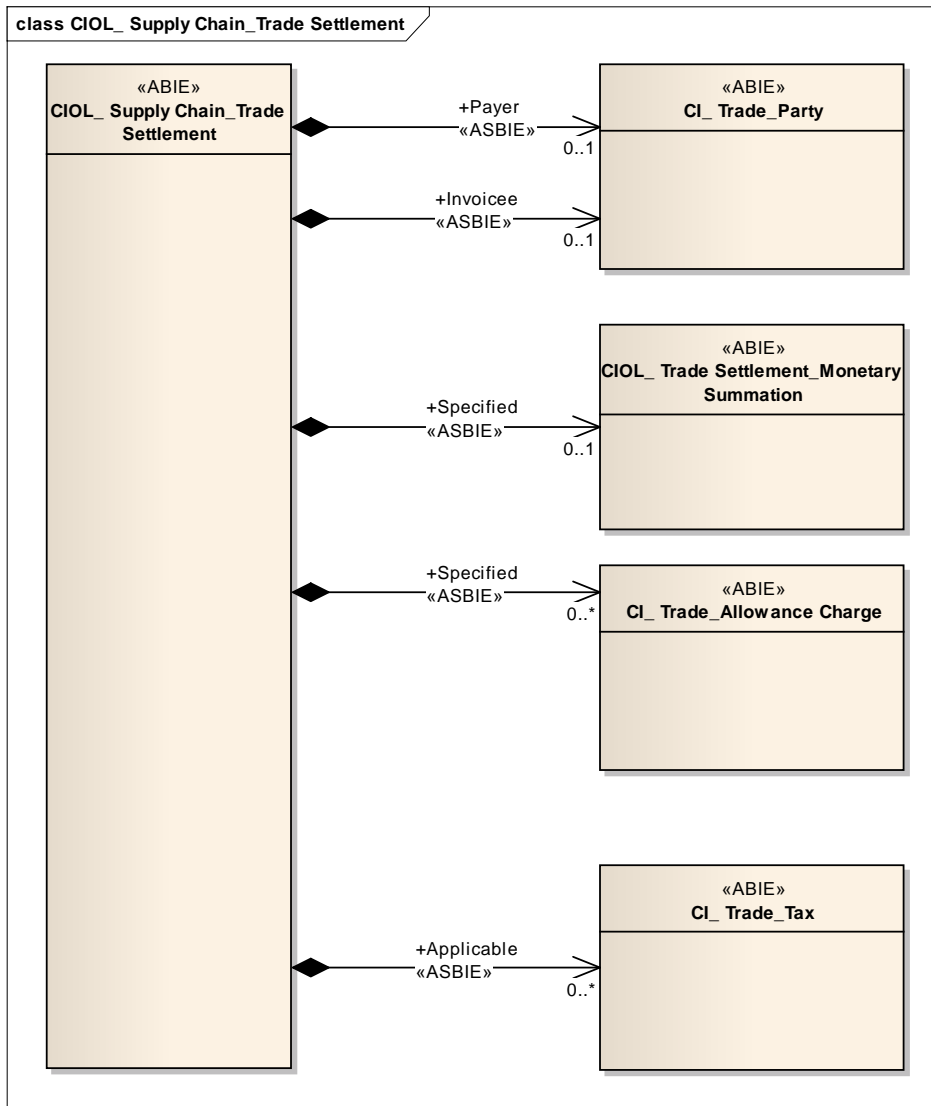 class CIOL_ Supply Chain_Trade Settlement
«ABIE»
CIOL_ Supply Chain_Trade
Settlement
+Payer
«ASBIE»
0..1
«ABIE»
CI_ Trade_Party
+Invoicee
«ASBIE»
0..1
«ABIE»
CIOL_ Trade Settlement_Monetary
Summation
+Specified
«ASBIE»
0..1
+Specified
«ASBIE»
0..*
«ABIE»
CI_ Trade_Allowance Charge
«ABIE»
CI_ Trade_Tax
+Applicable
«ASBIE»
0..*